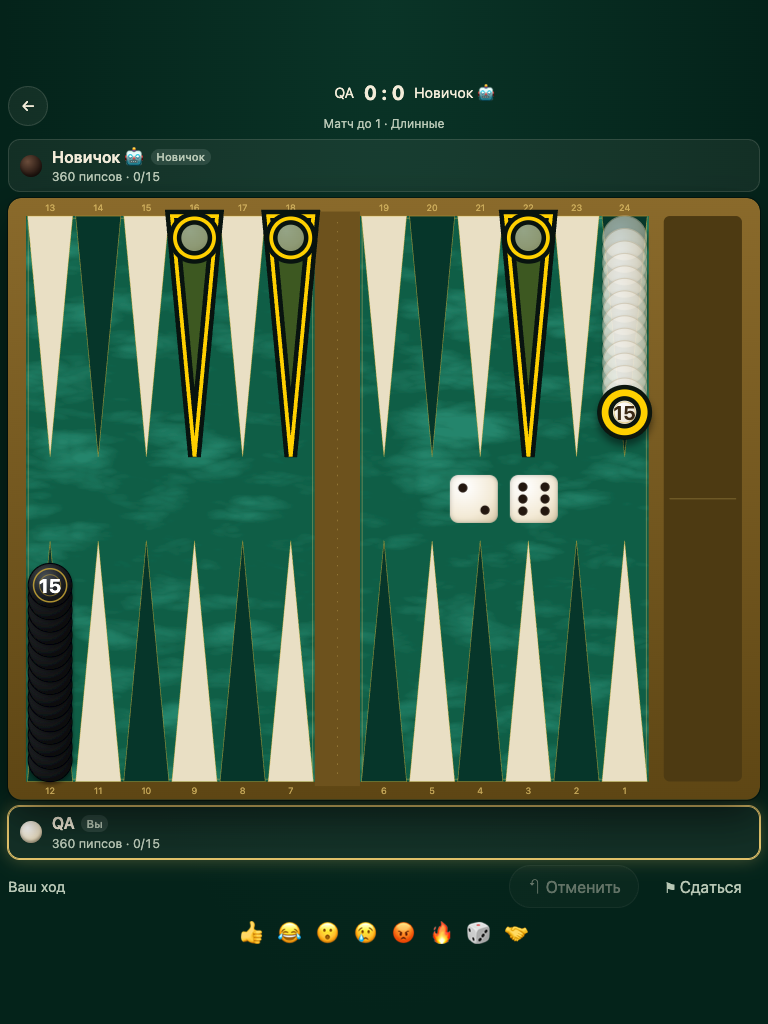 QA 0 : 0 Новичок
Матч до 1 · Длинные
Новичок Новичок
360 пипсов · 0/15
13 14 15 16 17 18 19 20 21 22 23 24
15
15
12 11 10 9 8 7 6 5 4 3 2 1
QA Вы
360 пипсов · 0/15
Ваш ход Отменить Сдаться